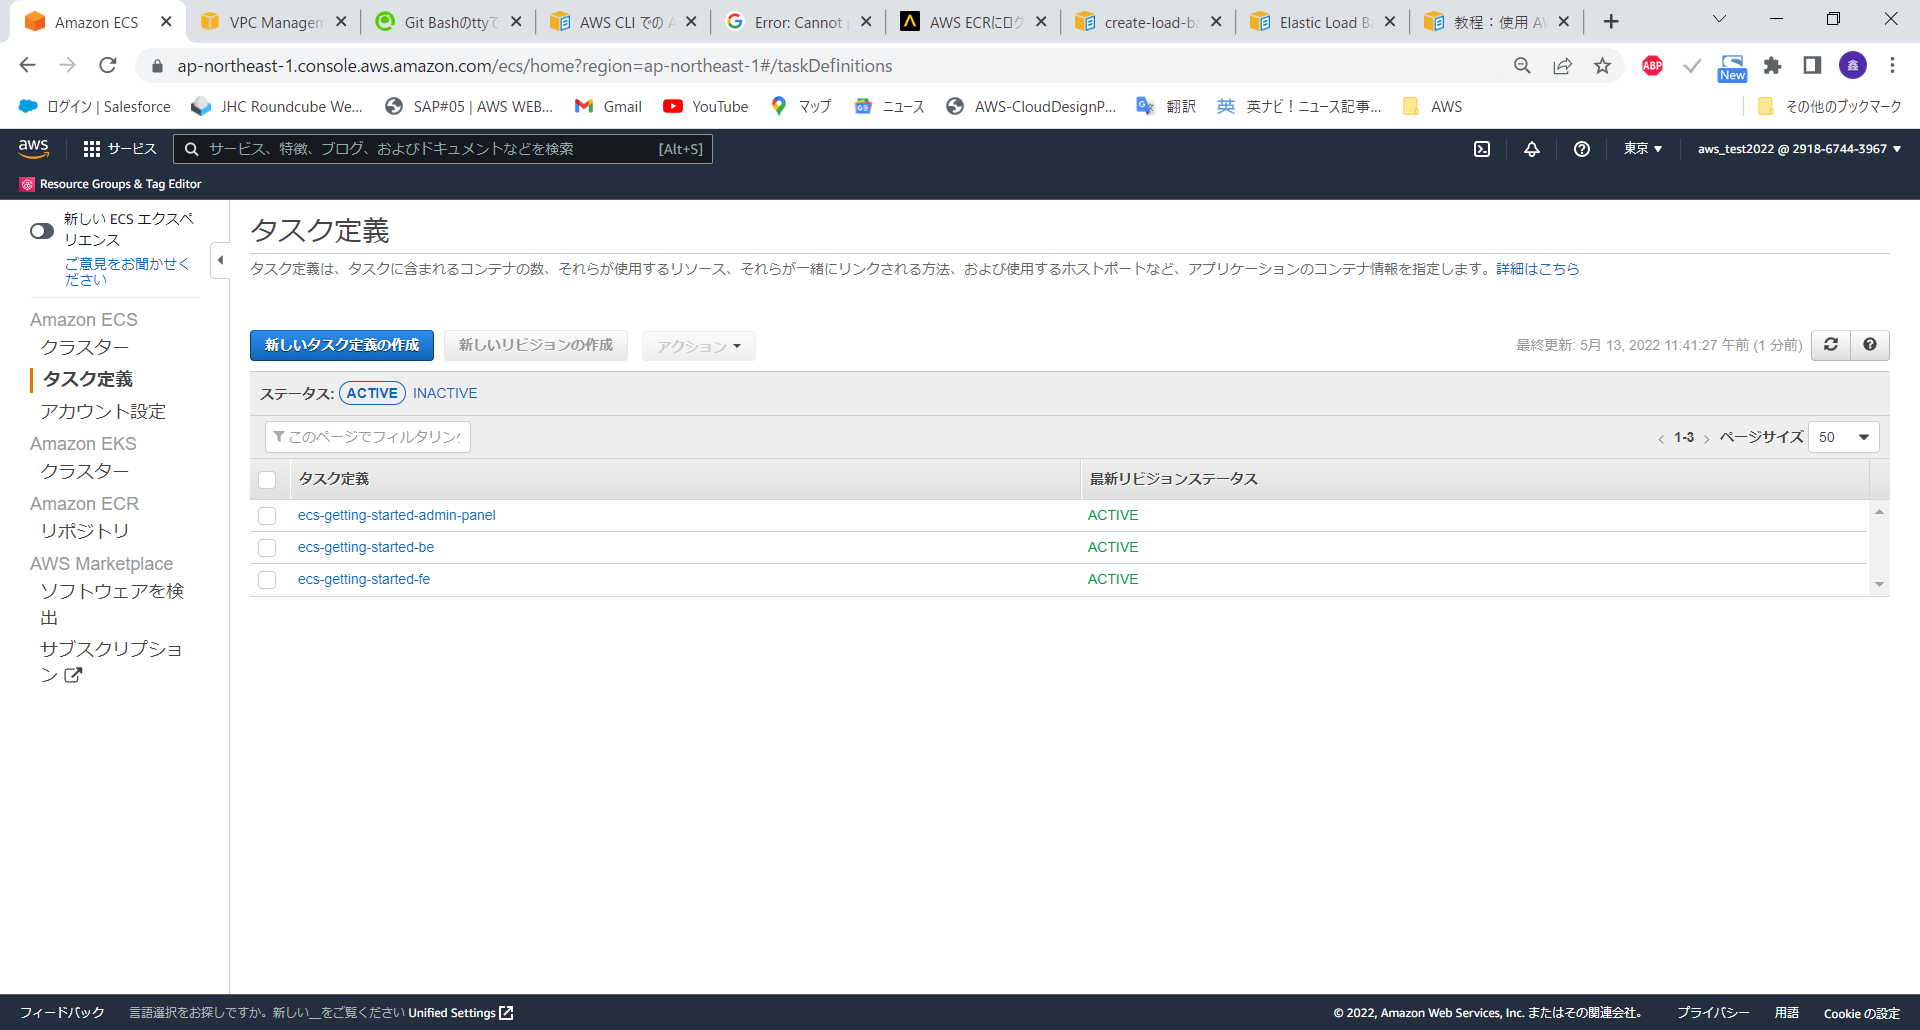 Amazon ECS
VPC Managem
Git Bashのttyで
AWS CLI での A
Error: Cannot
AWS ECRにログ
create-load-ba
Elastic Load B
教程：使用 AW
ap-northeast-1.console.aws.amazon.com/ecs/home?region=ap-northeast-1#/taskDefinitions
ABP
New
鑫
ログイン | Salesforce
JHC Roundcube We...
SAP#05 | AWS WEB...
Gmail
YouTube
マップ
ニュース
AWS-CloudDesignP...
翻訳
英 英ナビ！ニュース記事...
AWS
その他のブックマーク
aws
サービス
サービス、特徴、ブログ、およびドキュメントなどを検索 [Alt+S]
東京
aws_test2022 @ 2918-6744-3967
Resource Groups & Tag Editor
新しい ECS エクスペ
リエンス
ご意見をお聞かせく
ださい
Amazon ECS
クラスター
タスク定義
アカウント設定
Amazon EKS
クラスター
Amazon ECR
リポジトリ
AWS Marketplace
ソフトウェアを検
出
サブスクリプショ
ン
タスク定義
タスク定義は、タスクに含まれるコンテナの数、それらが使用するリソース、それらが一緒にリンクされる方法、および使用するホストポートなど、アプリケーションのコンテナ情報を指定します。詳細はこちら
新しいタスク定義の作成
新しいリビジョンの作成
アクション
最終更新: 5月 13, 2022 11:41:27 午前 (1 分前)
ステータス: ACTIVE INACTIVE
このページでフィルタリング
1-3
ページサイズ 50
タスク定義 最新リビジョンステータス
ecs-getting-started-admin-panel ACTIVE
ecs-getting-started-be ACTIVE
ecs-getting-started-fe ACTIVE
フィードバック
言語選択をお探しですか。新しい__をご覧ください Unified Settings
© 2022, Amazon Web Services, Inc. またはその関連会社。
プライバシー
用語
Cookie の設定